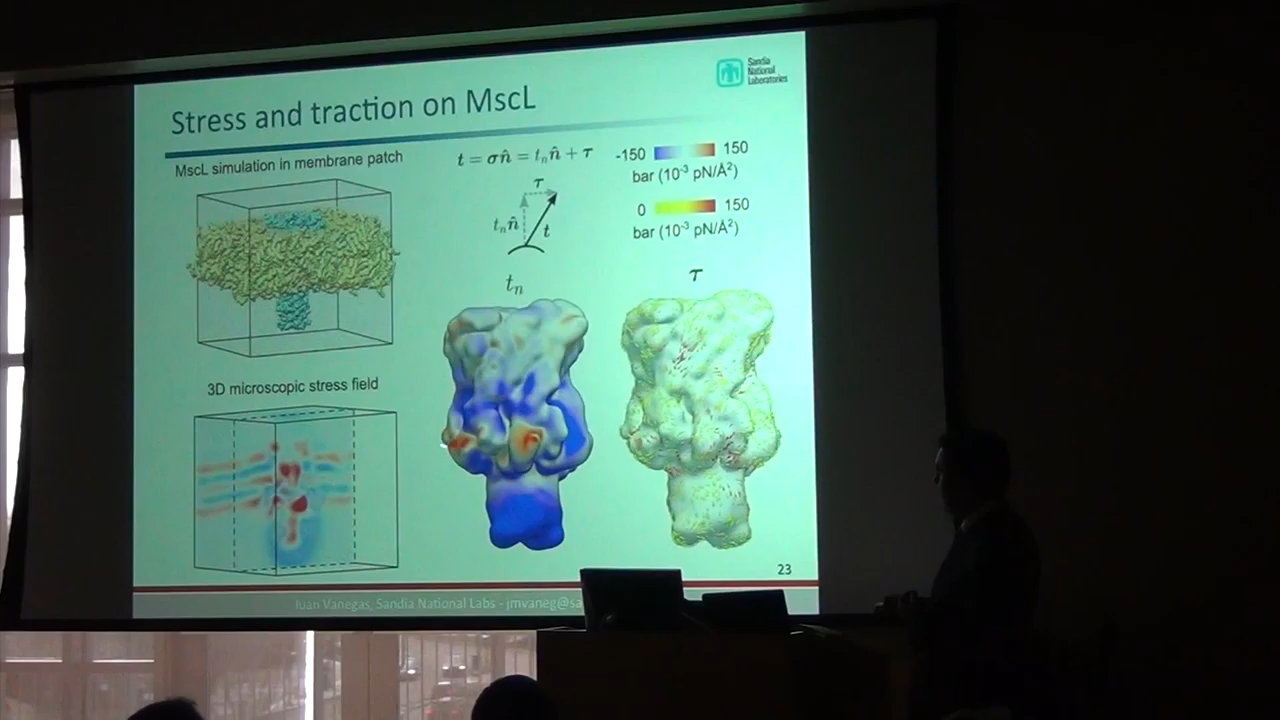 Sandia
National
Laboratories
Stress and traction on MscL
MscL simulation in membrane patch
t = σn̂ = tₙn̂ + τ
-150 150
bar (10⁻³ pN/Å²)
0 150
bar (10⁻³ pN/Å²)
τ
tₙn̂
t
tₙ
τ
3D microscopic stress field
23
Juan Vanegas, Sandia National Labs - jmvaneg@sa